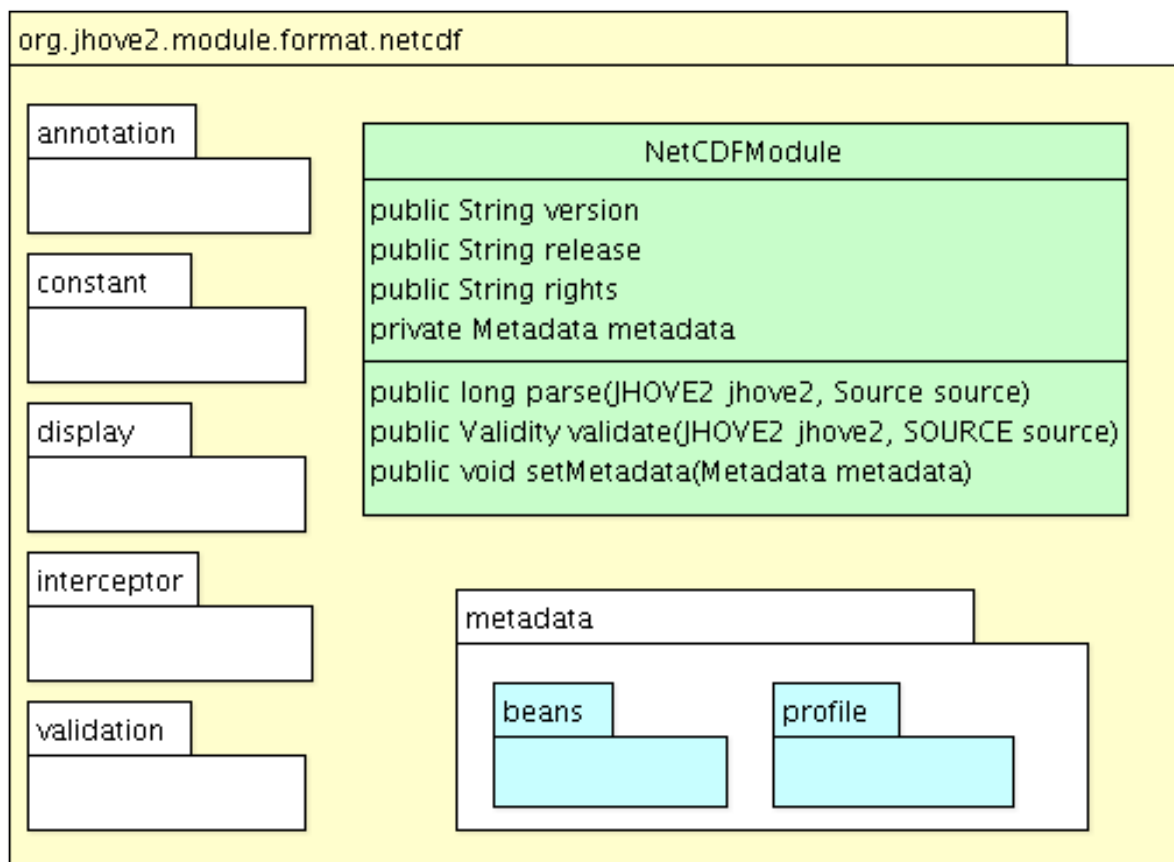 org.jhove2.module.format.netcdf
annotation
constant
display
interceptor
validation
NetCDFModule
public String version
public String release
public String rights
private Metadata metadata
public long parse(JHOVE2 jhove2, Source source)
public Validity validate(JHOVE2 jhove2, SOURCE source)
public void setMetadata(Metadata metadata)
metadata
beans
profile